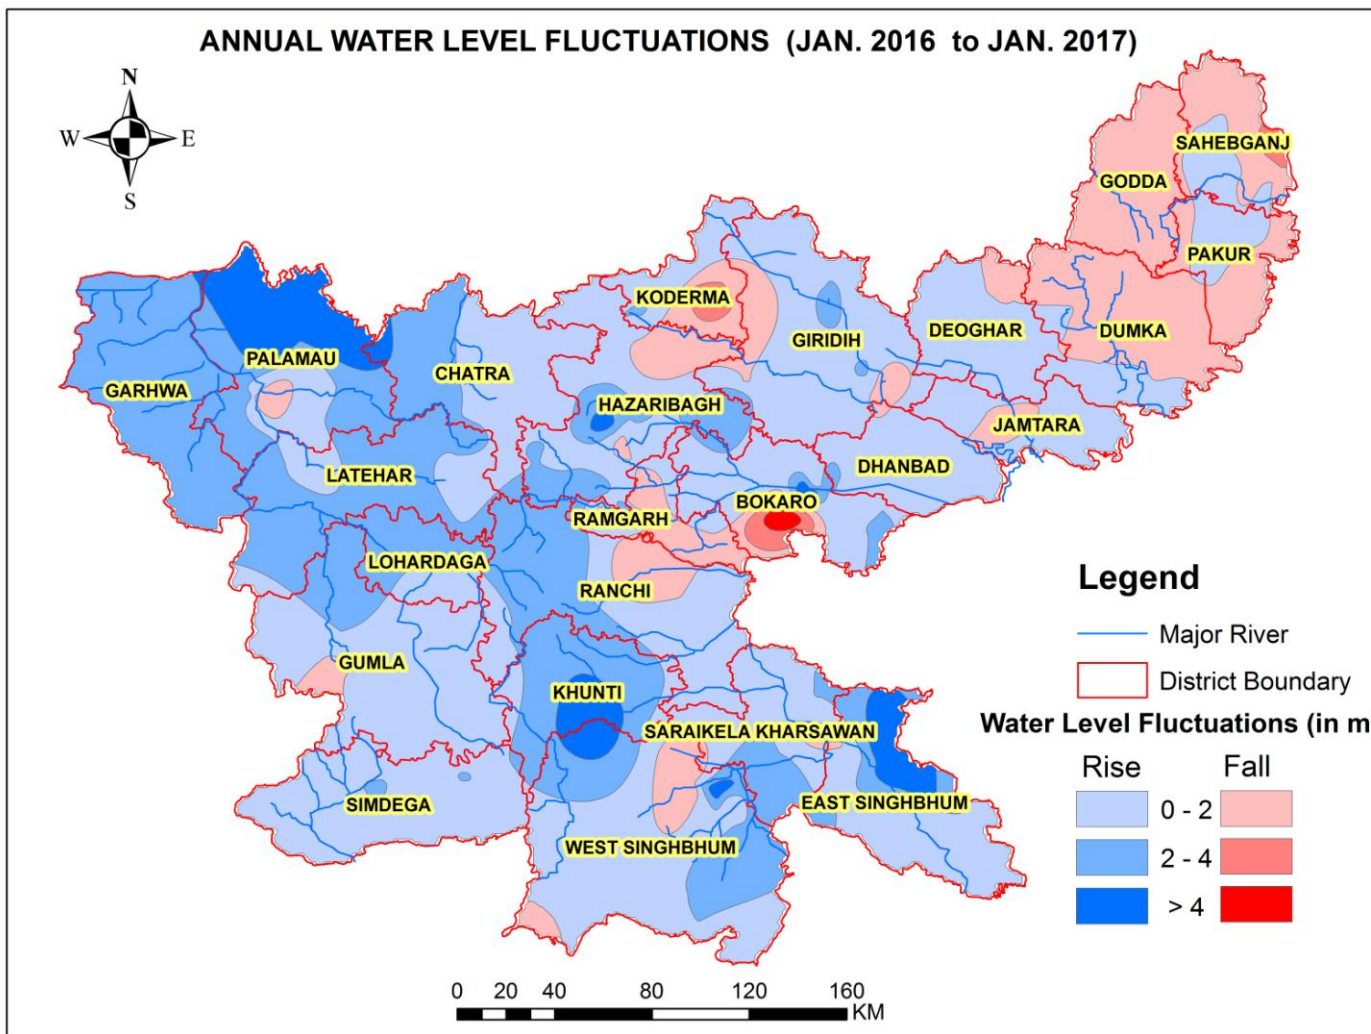 ANNUAL WATER LEVEL FLUCTUATIONS (JAN. 2016 to JAN. 2017)
N
W E
S
SAHEBGANJ
GODDA
PAKUR
KODERMA
DEOGHAR
DUMKA
GIRIDIH
PALAMAU
CHATRA
GARHWA
HAZARIBAGH
JAMTARA
LATEHAR
DHANBAD
BOKARO
RAMGARH
LOHARDAGA
RANCHI
GUMLA
KHUNTI
SARAIKELA KHARSAWAN
SIMDEGA
EAST SINGHBHUM
WEST SINGHBHUM
Legend
Major River
District Boundary
Water Level Fluctuations (in m
Rise Fall
0 - 2
2 - 4
> 4
0 20 40 80 120 160
KM